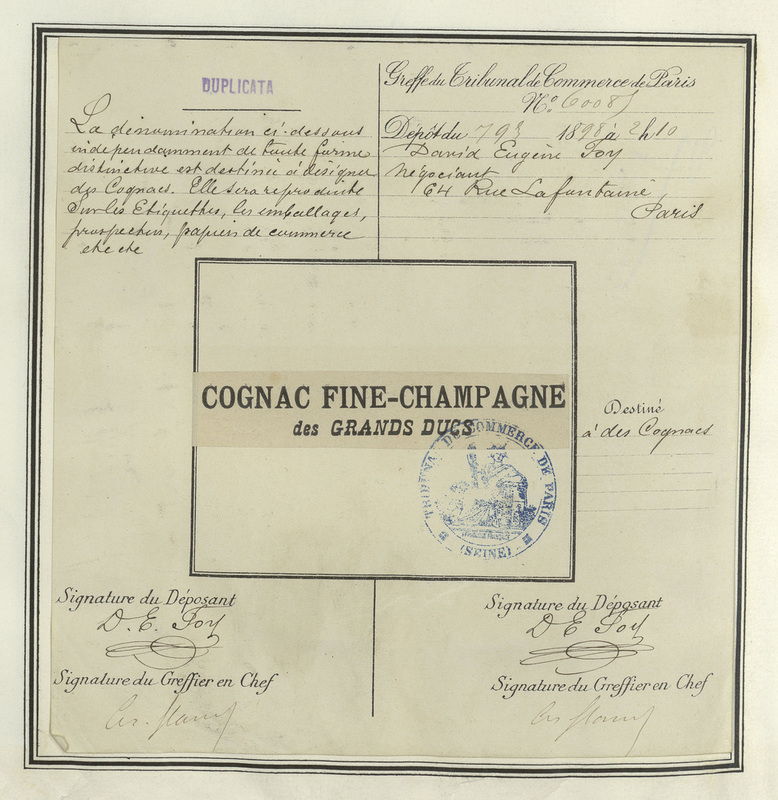 DUPLICATA
La dénomination ci-dessous
indépendamment de toute forme
distinctive est destinée à désigner
des Cognacs. Elle sera reproduite
Sur les Etiquettes, les emballages,
prospectus, papiers de commerce
etc etc
Greffe du Tribunal de Commerce de Paris
No. 60085
Dépôt du 1898 à 2h10
David Eugène Foy
négociant
64 Rue Lafontaine,
Paris
COGNAC FINE-CHAMPAGNE
des GRANDS DUCS
TRIBUNAL DE COMMERCE DE PARIS
(SEINE)
Destiné
à des Cognacs
Signature du Déposant
D. E. Foy
Signature du Greffier en Chef
Signature du Déposant
D E Foy
Signature du Greffier en Chef